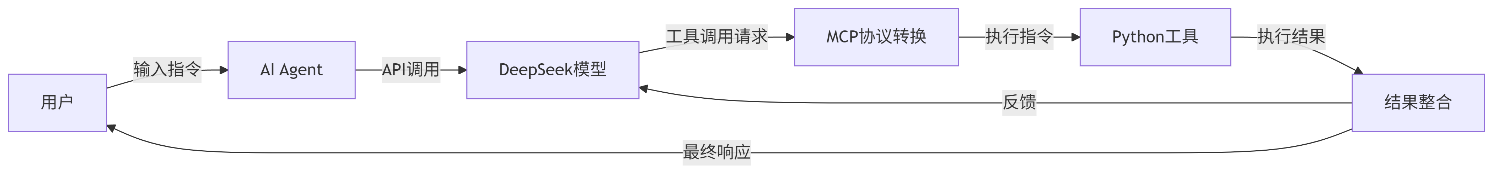 用户
输入指令
AI Agent
API调用
DeepSeek模型
工具调用请求
MCP协议转换
执行指令
Python工具
执行结果
结果整合
反馈
最终响应